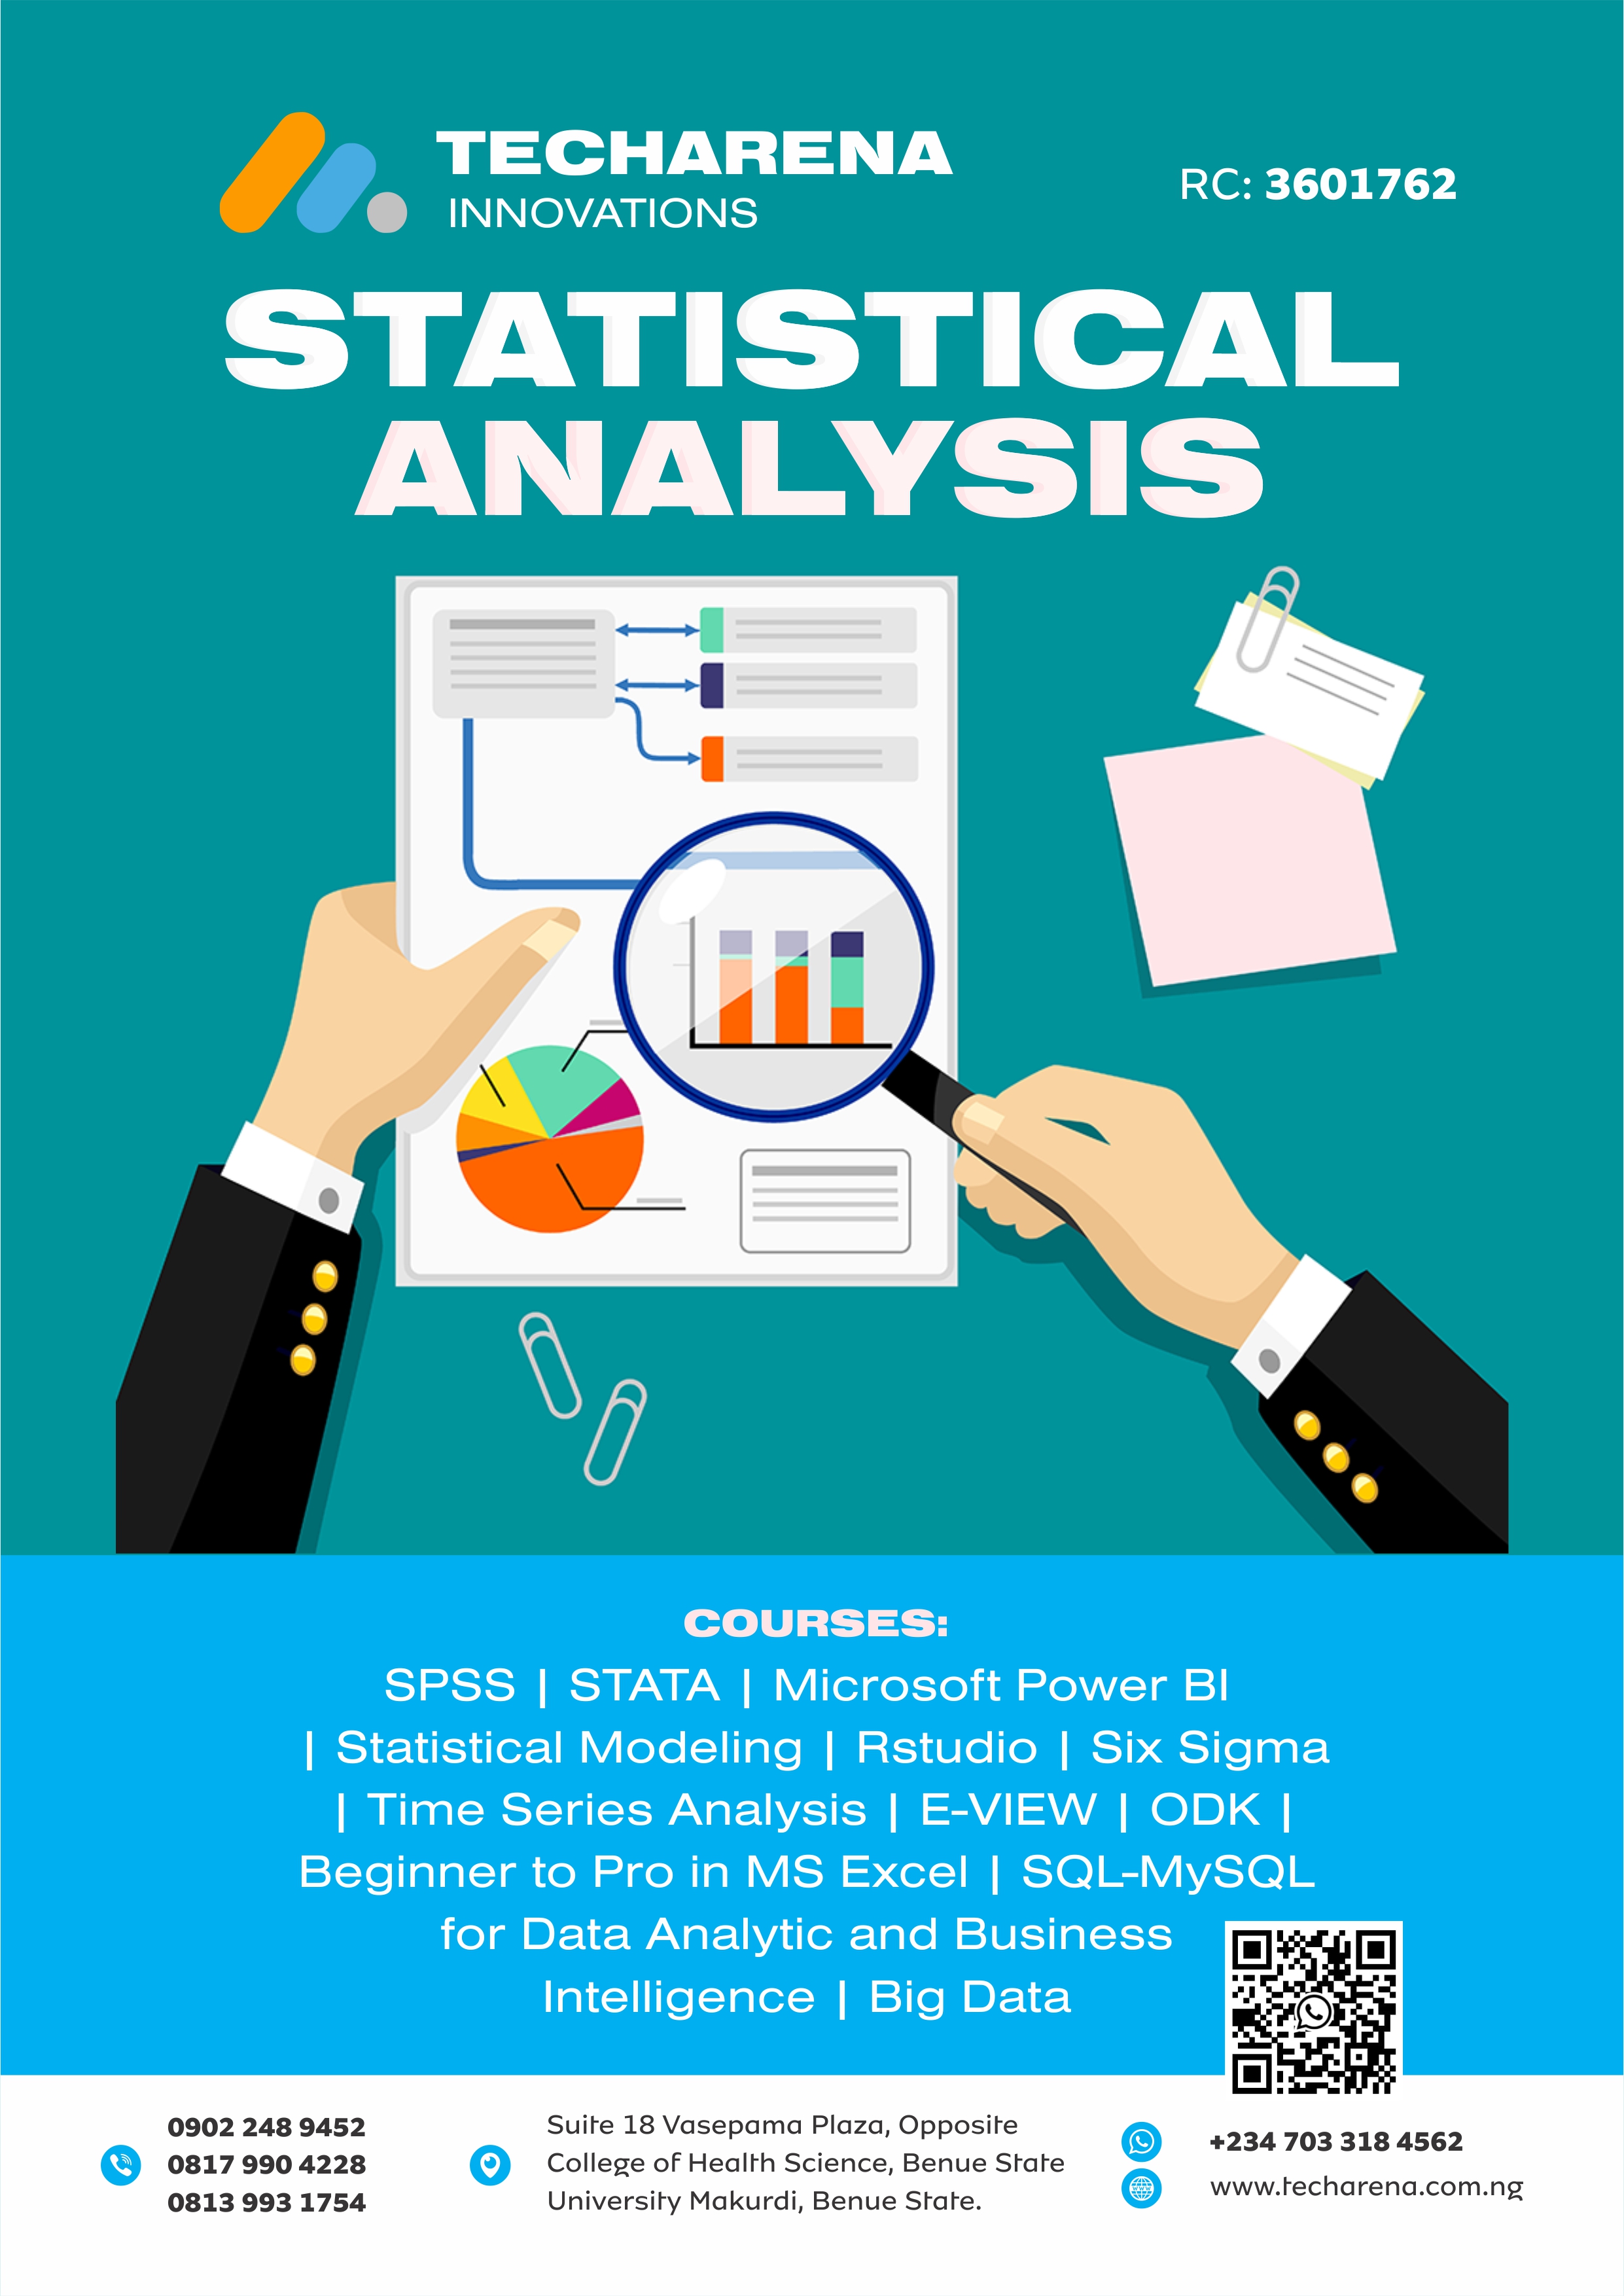 TECHARENA
INNOVATIONS
RC: 3601762
STATISTICAL
ANALYSIS
COURSES:
SPSS | STATA | Microsoft Power BI
| Statistical Modeling | Rstudio | Six Sigma
| Time Series Analysis | E-VIEW | ODK |
Beginner to Pro in MS Excel | SQL-MySQL
for Data Analytic and Business
Intelligence | Big Data
0902 248 9452
0817 990 4228
0813 993 1754
Suite 18 Vasepama Plaza, Opposite
College of Health Science, Benue State
University Makurdi, Benue State.
+234 703 318 4562
www.techarena.com.ng